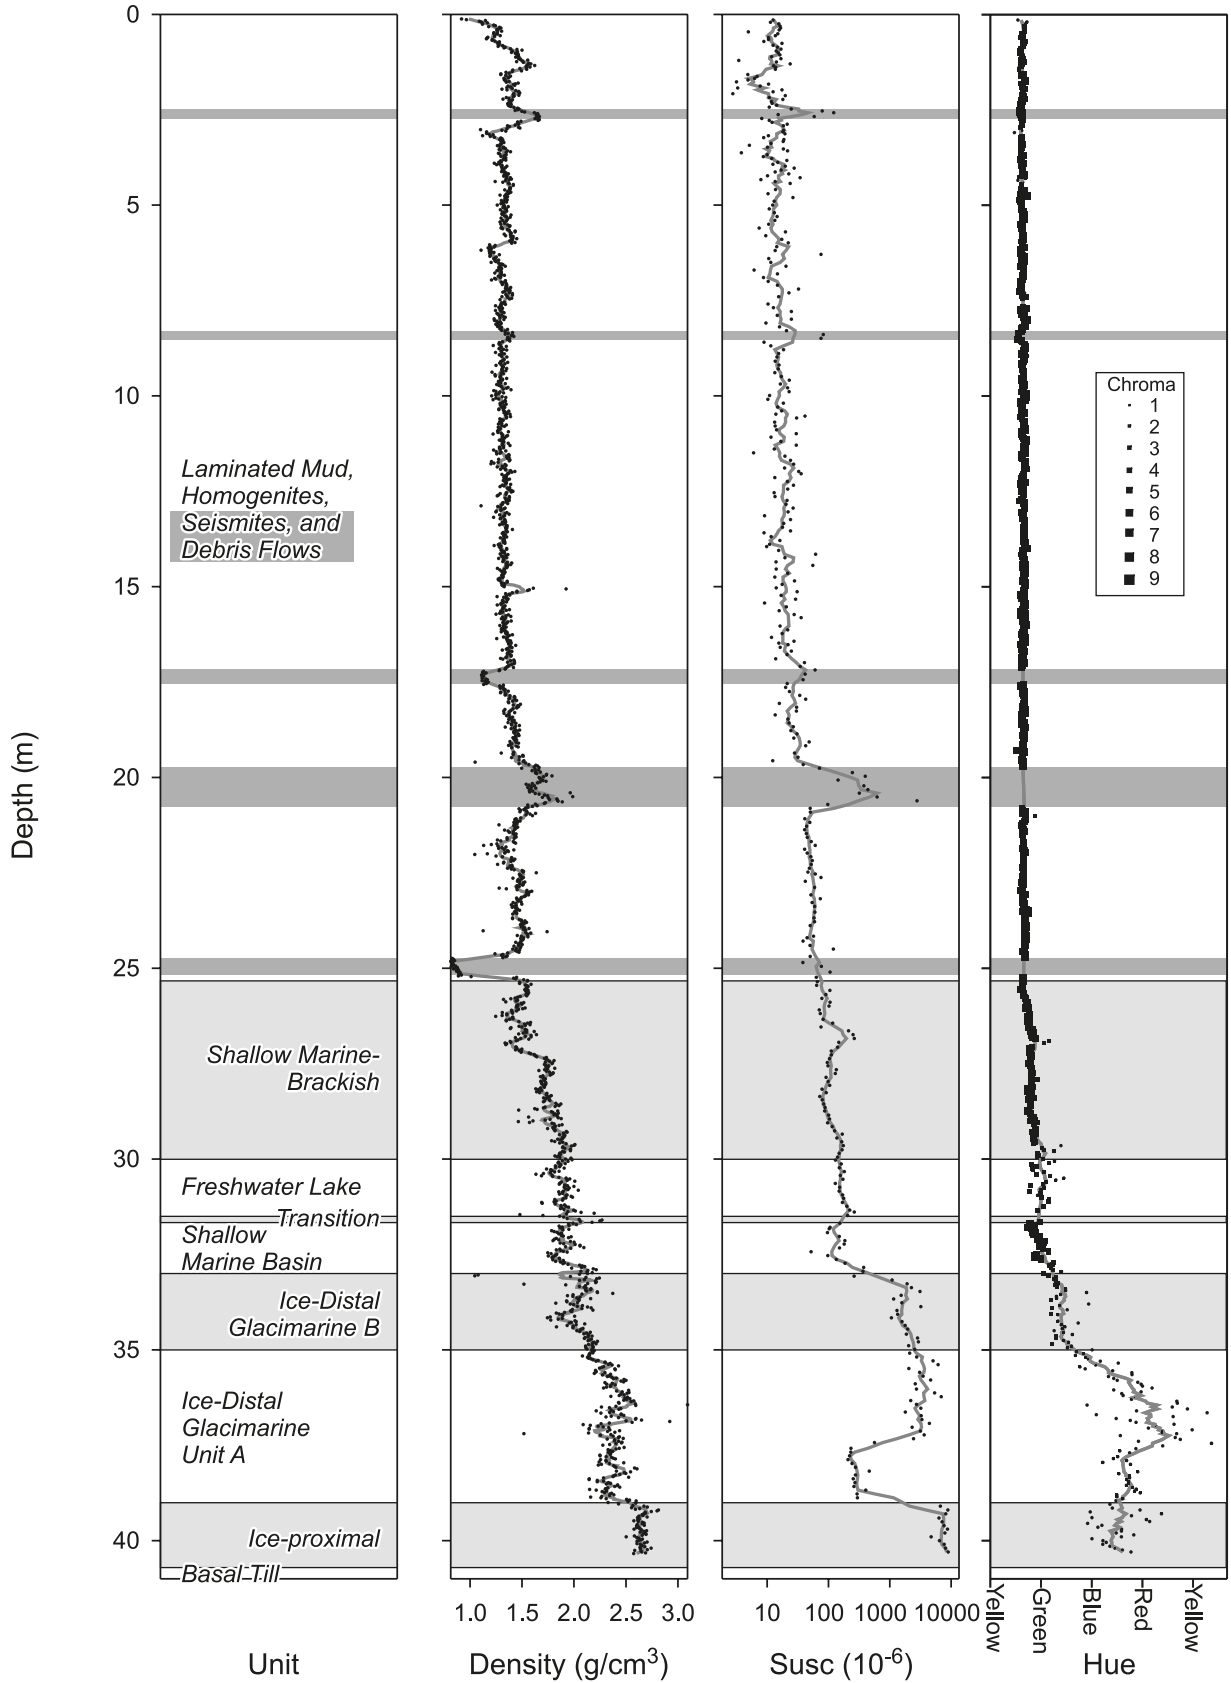 0
5
10
15
20
25
30
35
40
Depth (m)
Laminated Mud,
Homogenites,
Seismites, and
Debris Flows
Shallow Marine-
Brackish
Freshwater Lake
Transition
Shallow
Marine Basin
Ice-Distal
Glacimarine B
Ice-Distal
Glacimarine
Unit A
Ice-proximal
Basal Till
Chroma
1
2
3
4
5
6
7
8
9
1.0 1.5 2.0 2.5 3.0
10 100 1000 10000
Yellow Green Blue Red Yellow
Unit Density (g/cm³) Susc (10⁻⁶) Hue